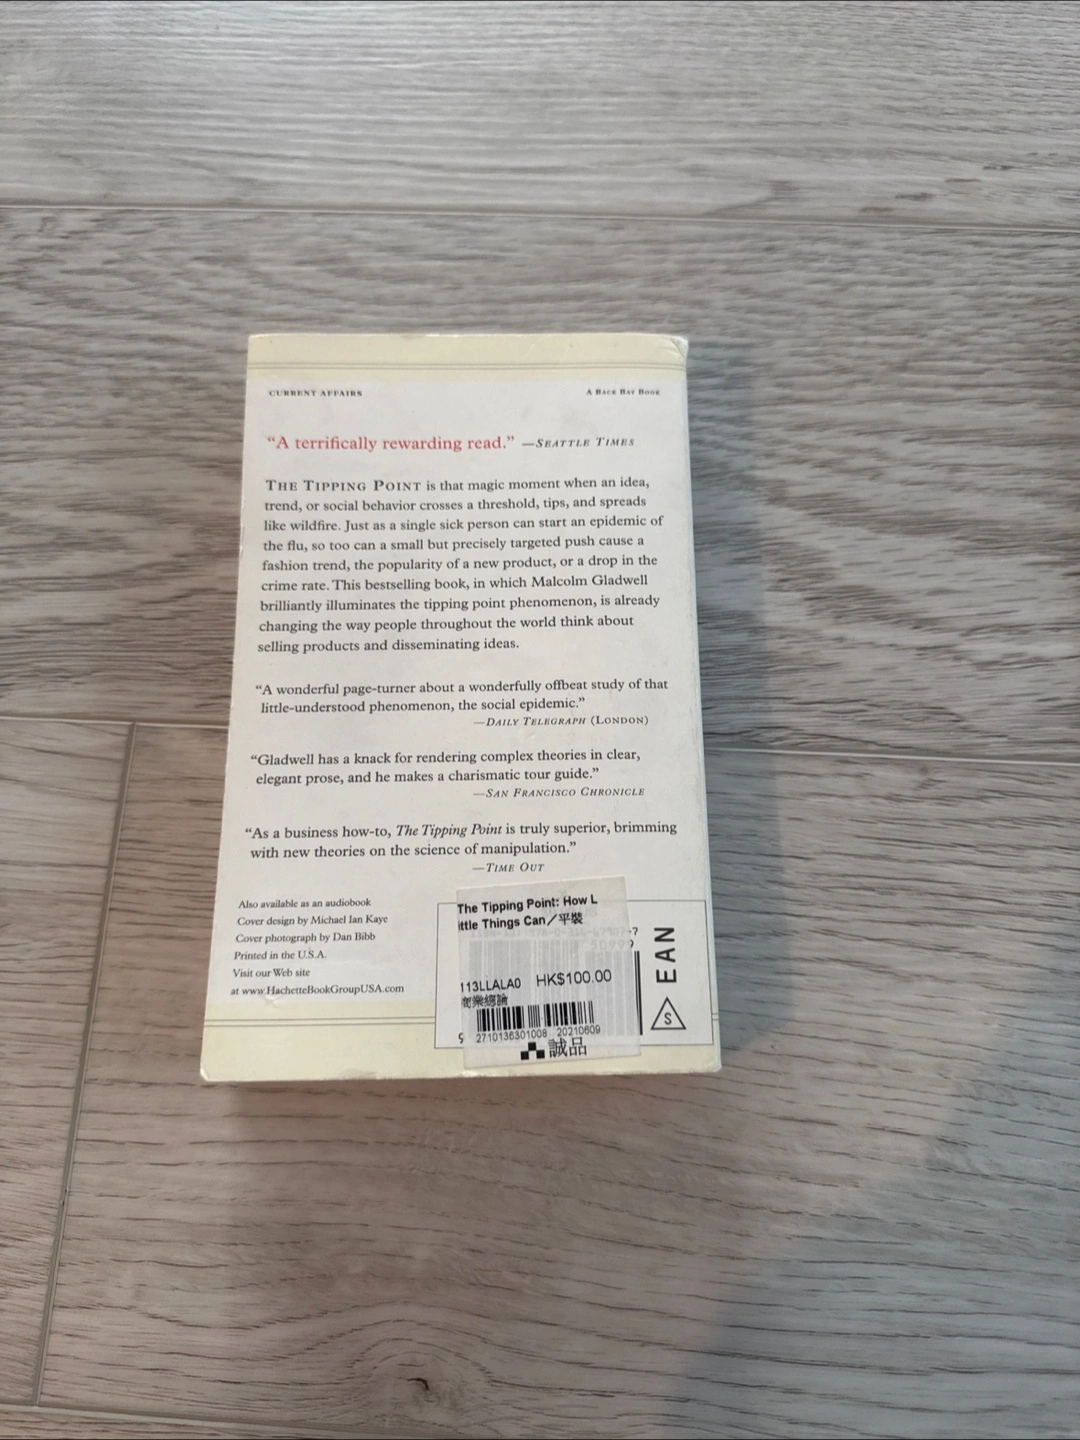 CURRENT AFFAIRS
A BACK BAY BOOK
“A terrifically rewarding read.” —SEATTLE TIMES
THE TIPPING POINT is that magic moment when an idea,
trend, or social behavior crosses a threshold, tips, and spreads
like wildfire. Just as a single sick person can start an epidemic of
the flu, so too can a small but precisely targeted push cause a
fashion trend, the popularity of a new product, or a drop in the
crime rate. This bestselling book, in which Malcolm Gladwell
brilliantly illuminates the tipping point phenomenon, is already
changing the way people throughout the world think about
selling products and disseminating ideas.
“A wonderful page-turner about a wonderfully offbeat study of that
little-understood phenomenon, the social epidemic.”
—DAILY TELEGRAPH (LONDON)
“Gladwell has a knack for rendering complex theories in clear,
elegant prose, and he makes a charismatic tour guide.”
—SAN FRANCISCO CHRONICLE
“As a business how-to, The Tipping Point is truly superior, brimming
with new theories on the science of manipulation.”
—TIME OUT
Also available as an audiobook
Cover design by Michael Ian Kaye
Cover photograph by Dan Bibb
Printed in the U.S.A.
Visit our Web site
at www.HachetteBookGroupUSA.com
The Tipping Point: How L
ittle Things Can／平裝
113LLALA0 HK$100.00
商業總論
2710136301008 20210609
誠品
EAN
S